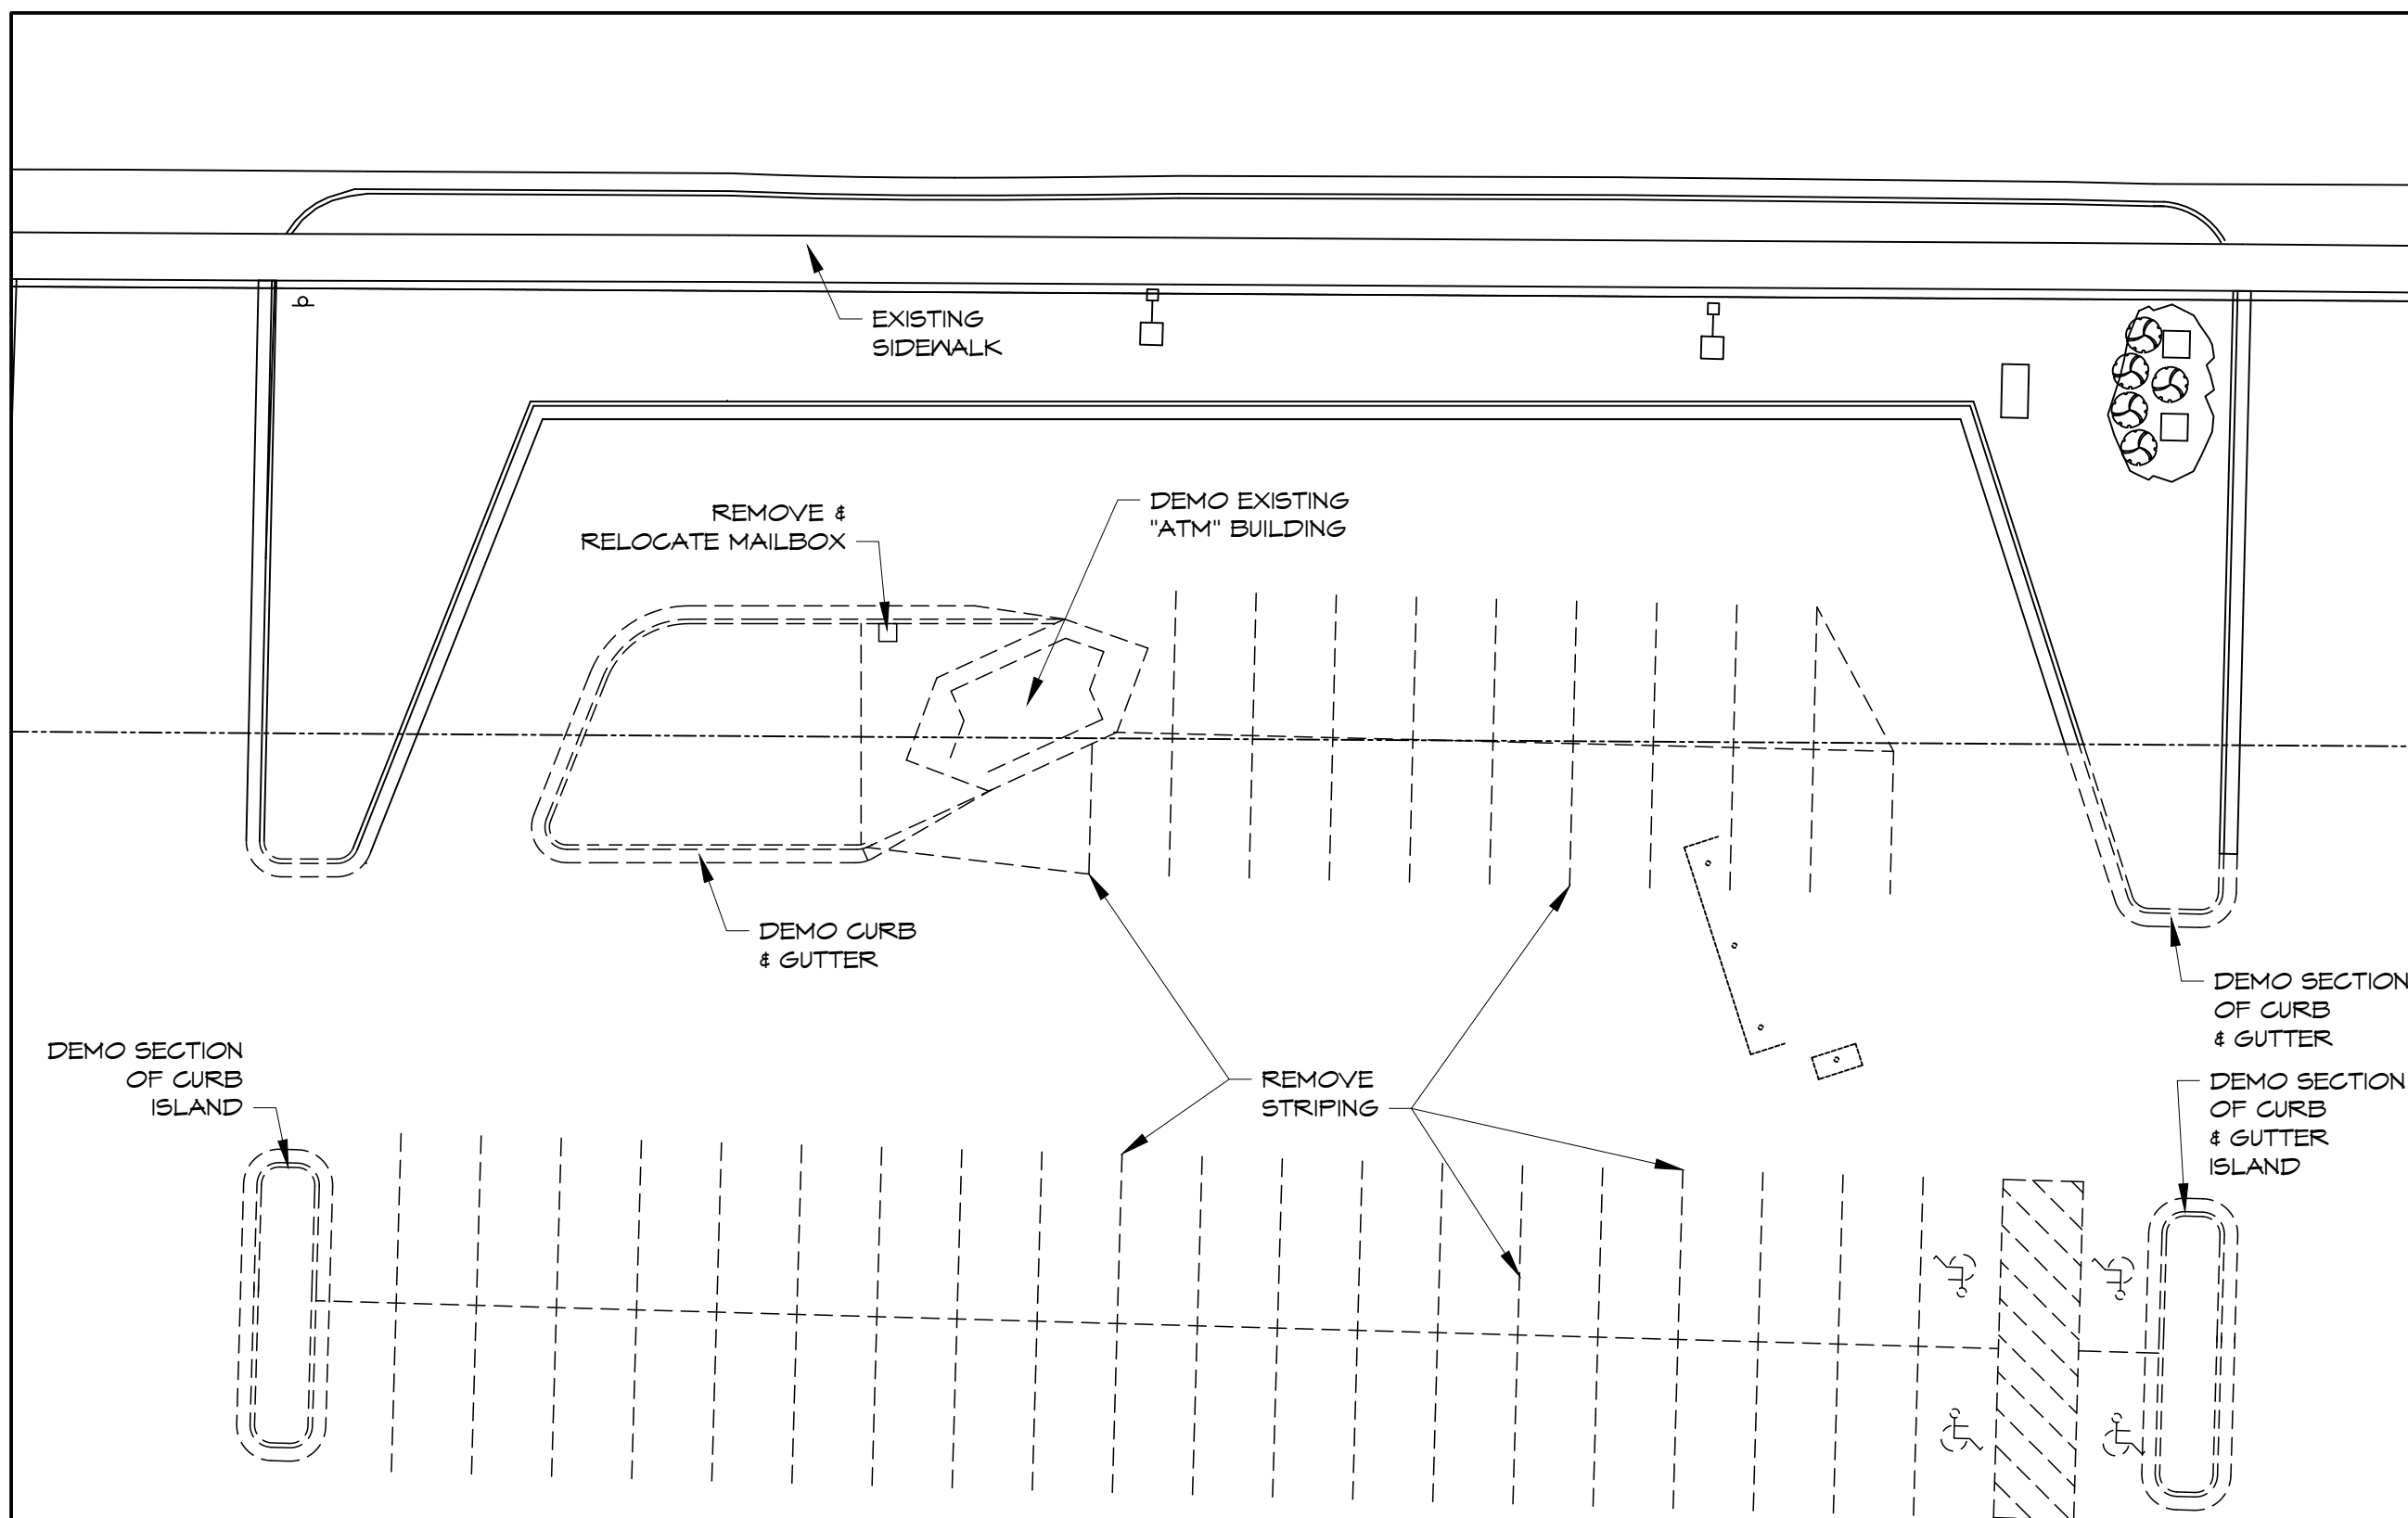 EXISTING
SIDEWALK
REMOVE &
RELOCATE MAILBOX
DEMO EXISTING
"ATM" BUILDING
DEMO CURB
& GUTTER
DEMO SECTION
OF CURB
& GUTTER
DEMO SECTION
OF CURB
ISLAND
REMOVE
STRIPING
DEMO SECTION
OF CURB
& GUTTER
ISLAND